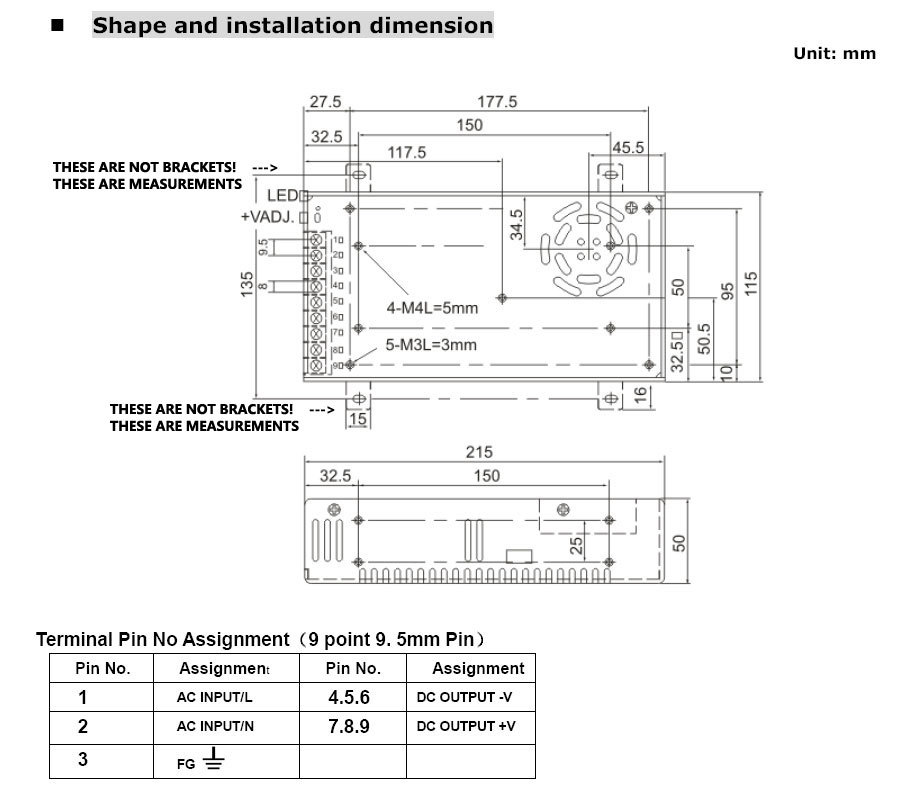 ■ Shape and installation dimension
Unit: mm
27.5 177.5
150
32.5
117.5 45.5
THESE ARE NOT BRACKETS! --->
THESE ARE MEASUREMENTS
LED
+VADJ.
34.5
1
9.5
2
3
135
8
4
50
95
115
5
4-M4L=5mm
6
7
5-M3L=3mm
32.5
50.5
8
9
10
16
THESE ARE NOT BRACKETS! --->
THESE ARE MEASUREMENTS
15
215
32.5 150
25
50
Terminal Pin No Assignment（9 point 9. 5mm Pin）
Pin No. Assignment Pin No. Assignment
1 AC INPUT/L 4.5.6 DC OUTPUT -V
2 AC INPUT/N 7.8.9 DC OUTPUT +V
3 FG